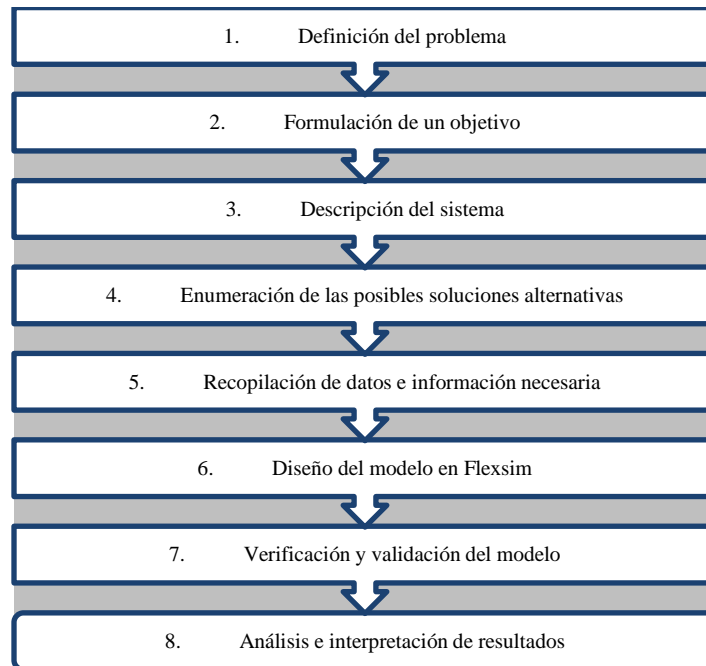 1. Definición del problema
2. Formulación de un objetivo
3. Descripción del sistema
4. Enumeración de las posibles soluciones alternativas
5. Recopilación de datos e información necesaria
6. Diseño del modelo en Flexsim
7. Verificación y validación del modelo
8. Análisis e interpretación de resultados